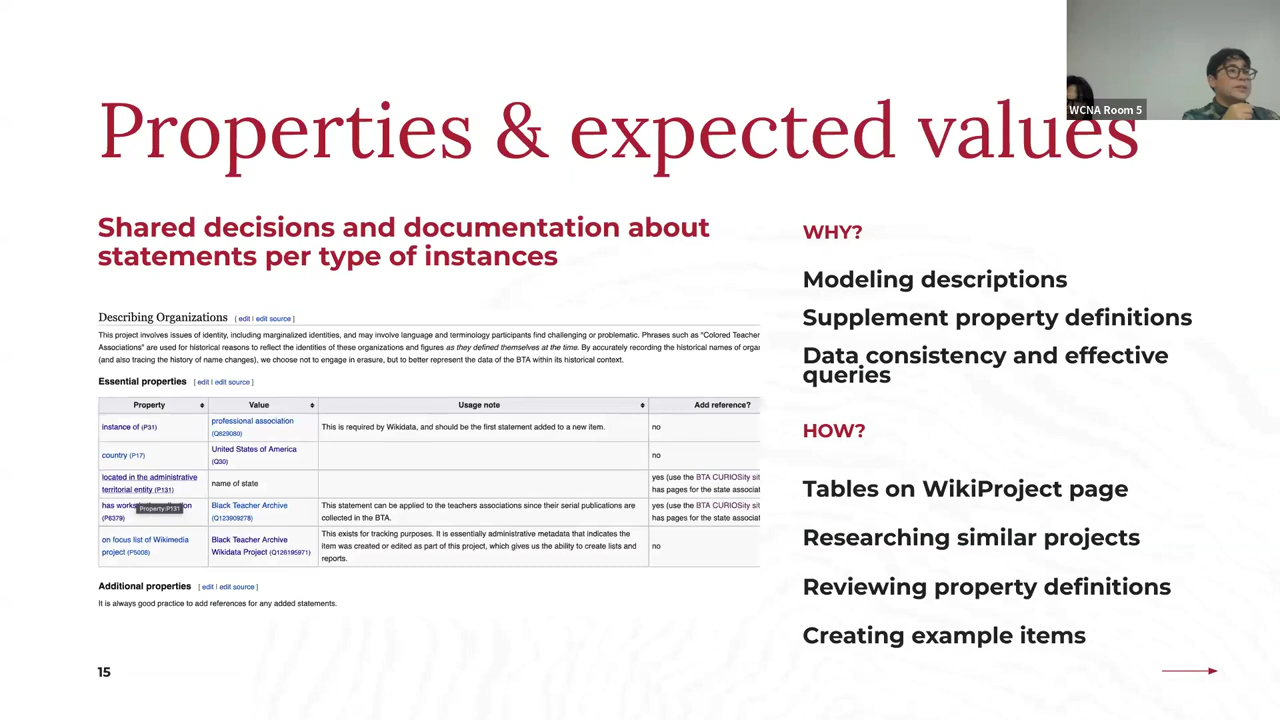 WCNA Room 5
Properties & expected values
Shared decisions and documentation about
statements per type of instances
Describing Organizations [ edit | edit source ]
This project involves issues of identity, including marginalized identities, and may involve language and terminology participants find challenging or problematic. Phrases such as "Colored Teacher
Associations" are used for historical reasons to reflect the identities of these organizations and figures as they defined themselves at the time. By accurately recording the historical names of
(and also tracing the history of name changes), we choose not to engage in erasure, but to better represent the data of the BTA within its historical context.
Essential properties [ edit | edit source ]
Property Value Usage note Add reference?
instance of (P31) professional association (Q629080) This is required by Wikidata, and should be the first statement added to a new item. no
country (P17) United States of America (Q30) no
located in the administrative territorial entity (P131) name of state yes (use the BTA CURIOSity
has pages for the state
Property:P131
has (P6379) Black Teacher Archive (Q123909278) This statement can be applied to the teachers associations since their serial publications are
collected in the BTA. yes (use the BTA CURIOSity
has pages for the state
on focus list of Wikimedia project (P5008) Black Teacher Archive Wikidata Project (Q126195971) This exists for tracking purposes. It is essentially administrative metadata that indicates the
item was created or edited as part of this project, which gives us the ability to create lists and
reports. no
Additional properties [ edit | edit source ]
It is always good practice to add references for any added statements.
WHY?
Modeling descriptions
Supplement property definitions
Data consistency and effective
queries
HOW?
Tables on WikiProject page
Researching similar projects
Reviewing property definitions
Creating example items
15